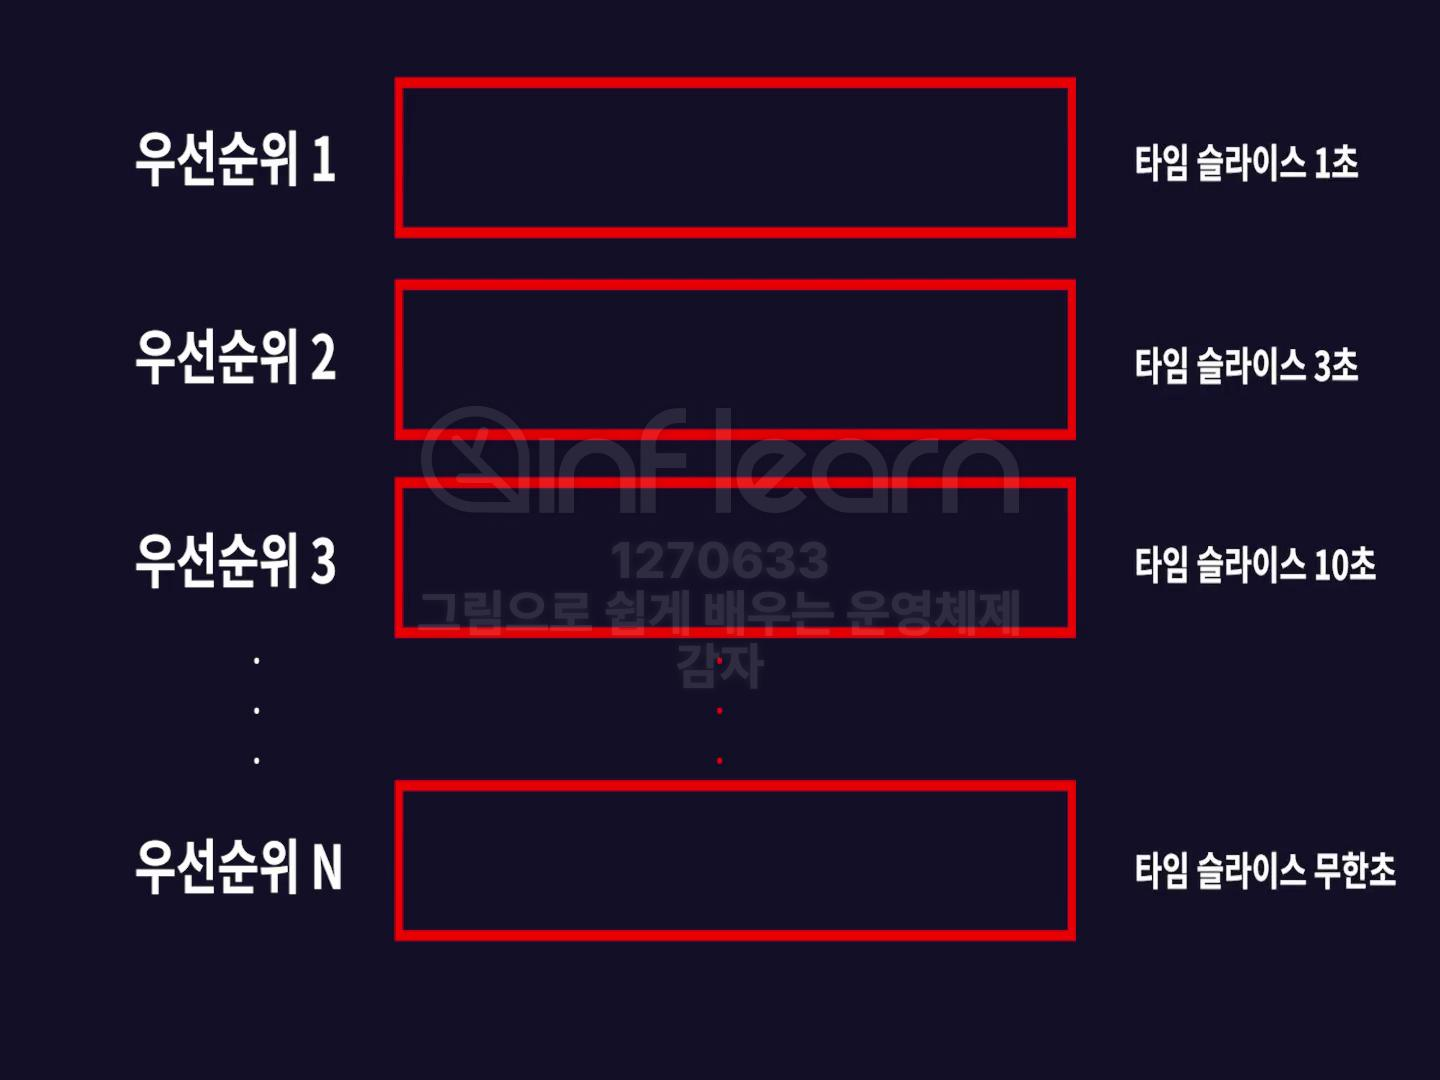 우선순위 1
타임 슬라이스 1초
우선순위 2
타임 슬라이스 3초
inflearn
우선순위 3
타임 슬라이스 10초
1270633
그림으로 쉽게 배우는 운영체제
감자
우선순위 N
타임 슬라이스 무한초